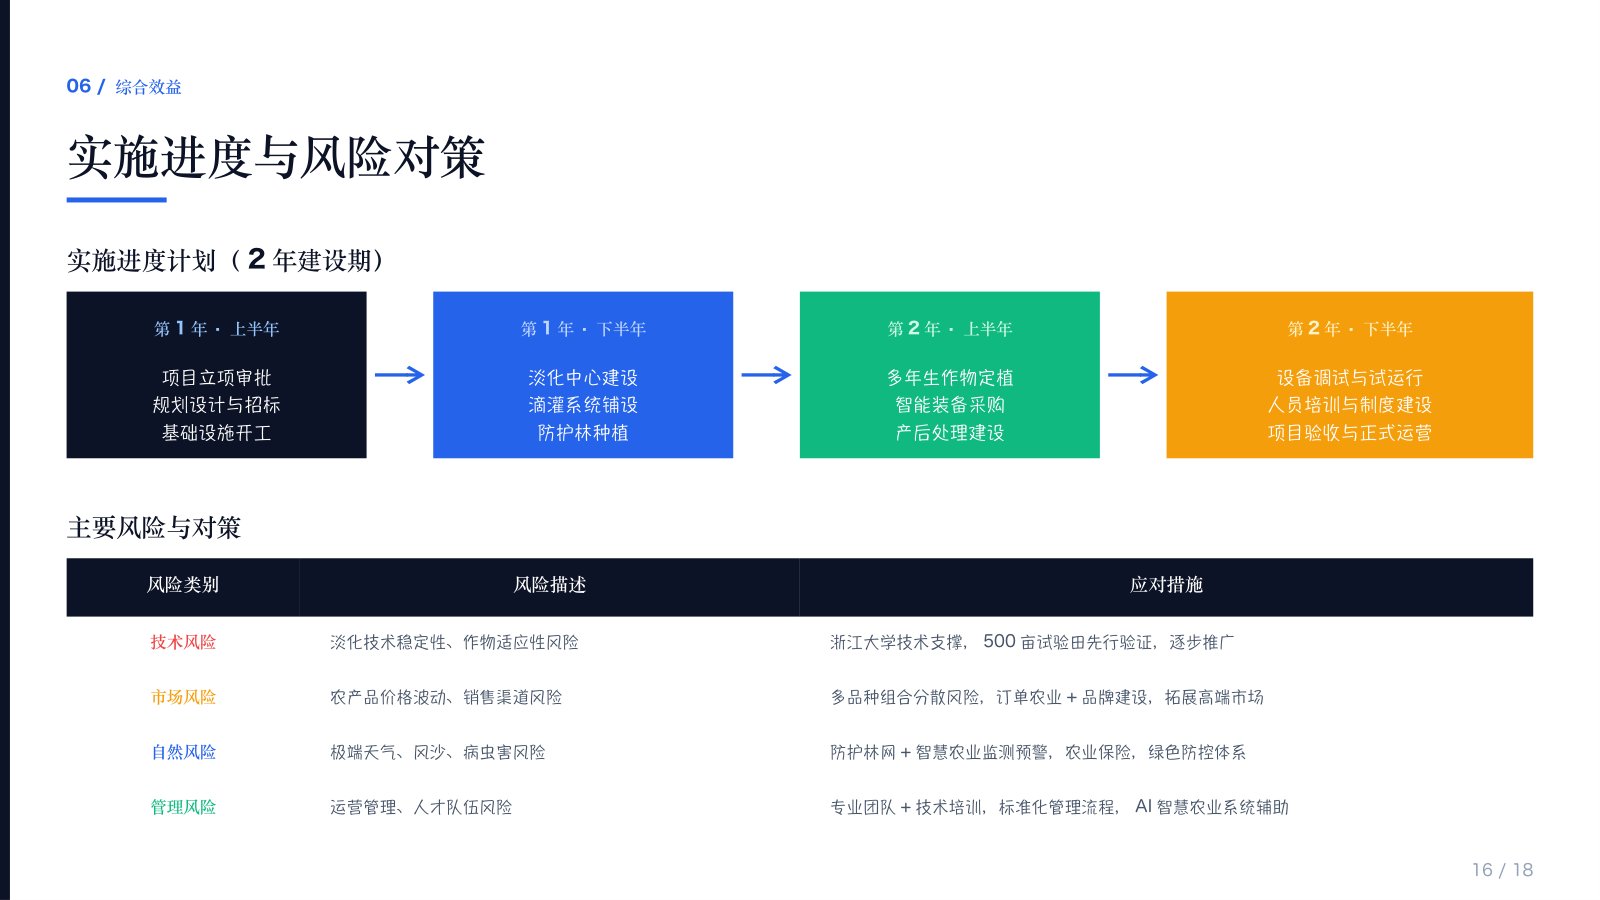 06 / 综合效益
实施进度与风险对策
实施进度计划（2 年建设期）
第 1 年 · 上半年
项目立项审批
规划设计与招标
基础设施开工
第 1 年 · 下半年
淡化中心建设
滴灌系统铺设
防护林种植
第 2 年 · 上半年
多年生作物定植
智能装备采购
产后处理建设
第 2 年 · 下半年
设备调试与试运行
人员培训与制度建设
项目验收与正式运营
主要风险与对策
风险类别 风险描述 应对措施
技术风险 淡化技术稳定性、作物适应性风险 浙江大学技术支撑，500 亩试验田先行验证，逐步推广
市场风险 农产品价格波动、销售渠道风险 多品种组合分散风险，订单农业 + 品牌建设，拓展高端市场
自然风险 极端天气、风沙、病虫害风险 防护林网 + 智慧农业监测预警，农业保险，绿色防控体系
管理风险 运营管理、人才队伍风险 专业团队 + 技术培训，标准化管理流程，AI 智慧农业系统辅助
16 / 18